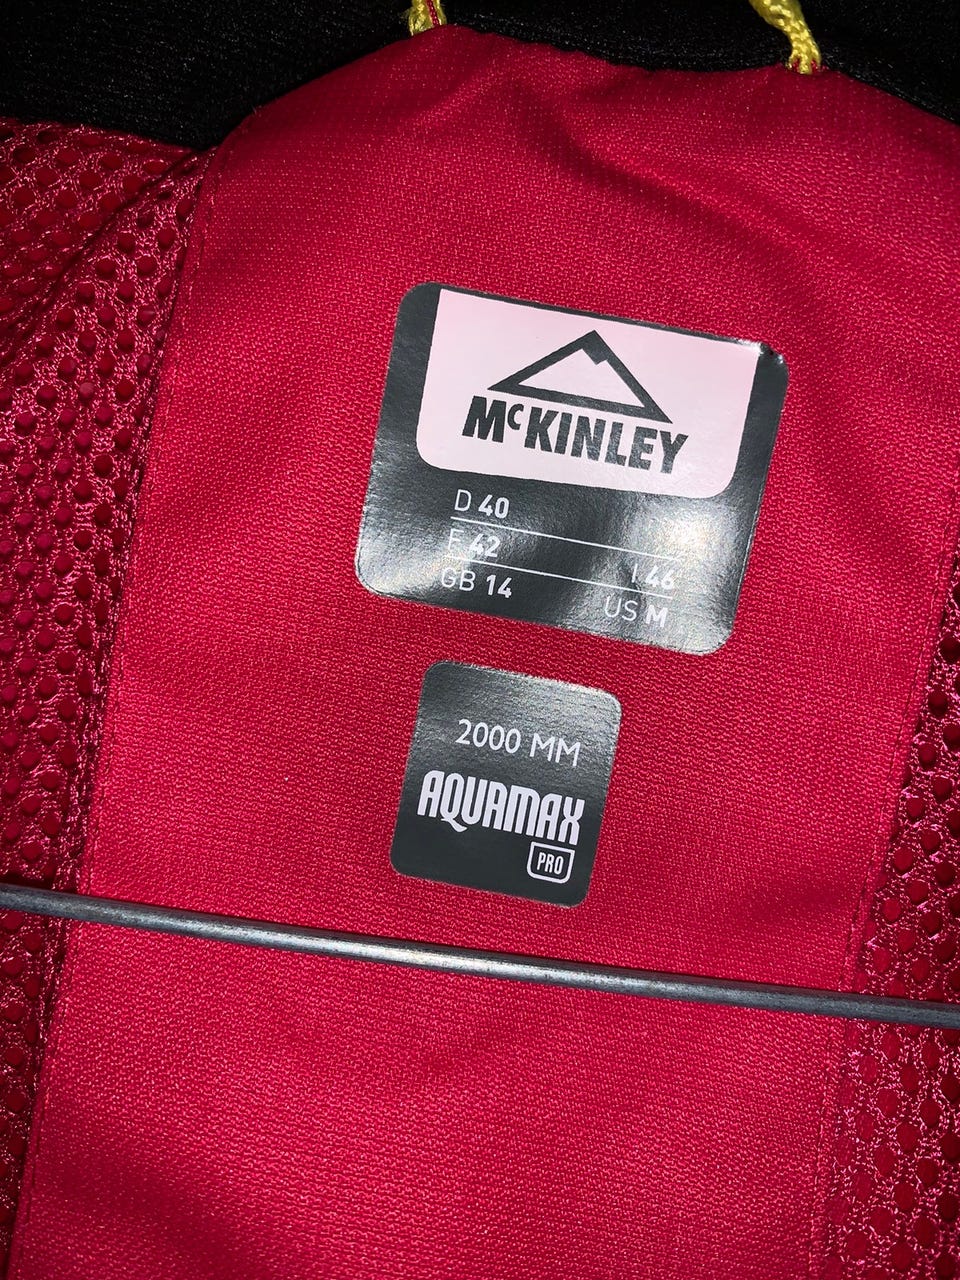 McKINLEY
D 40
F 42 I 46
GB 14 US M
2000 MM
AQUAMAX
PRO